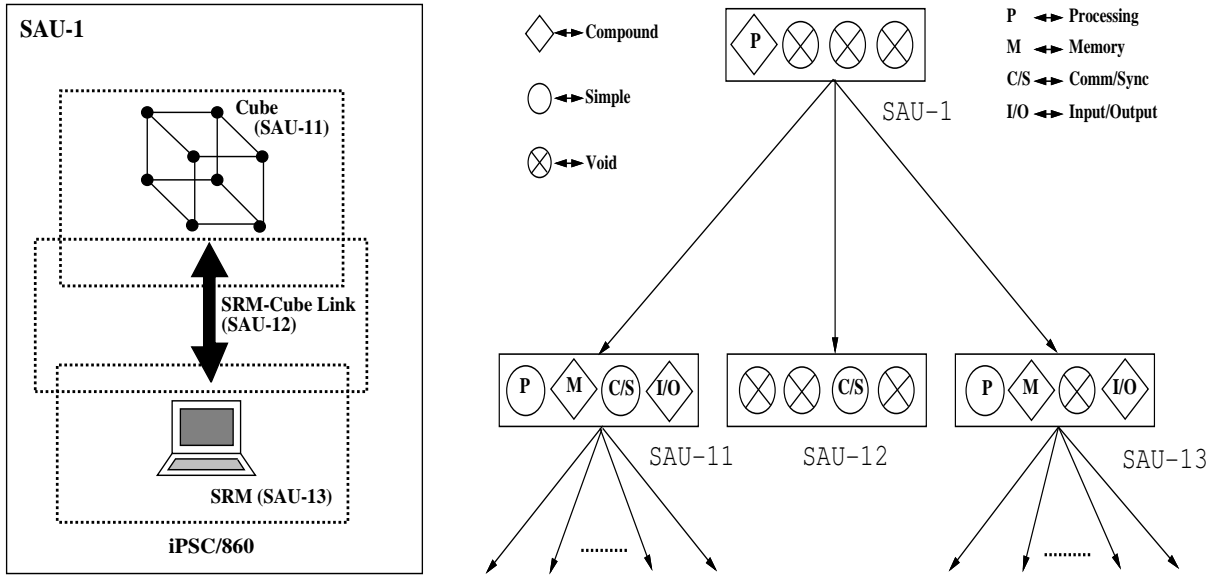 SAU-1
Cube
(SAU-11)
SRM-Cube Link
(SAU-12)
SRM (SAU-13)
iPSC/860
Compound
Simple
Void
P
SAU-1
P Processing
M Memory
C/S Comm/Sync
I/O Input/Output
P M C/S I/O
SAU-11
C/S
SAU-12
P M I/O
SAU-13